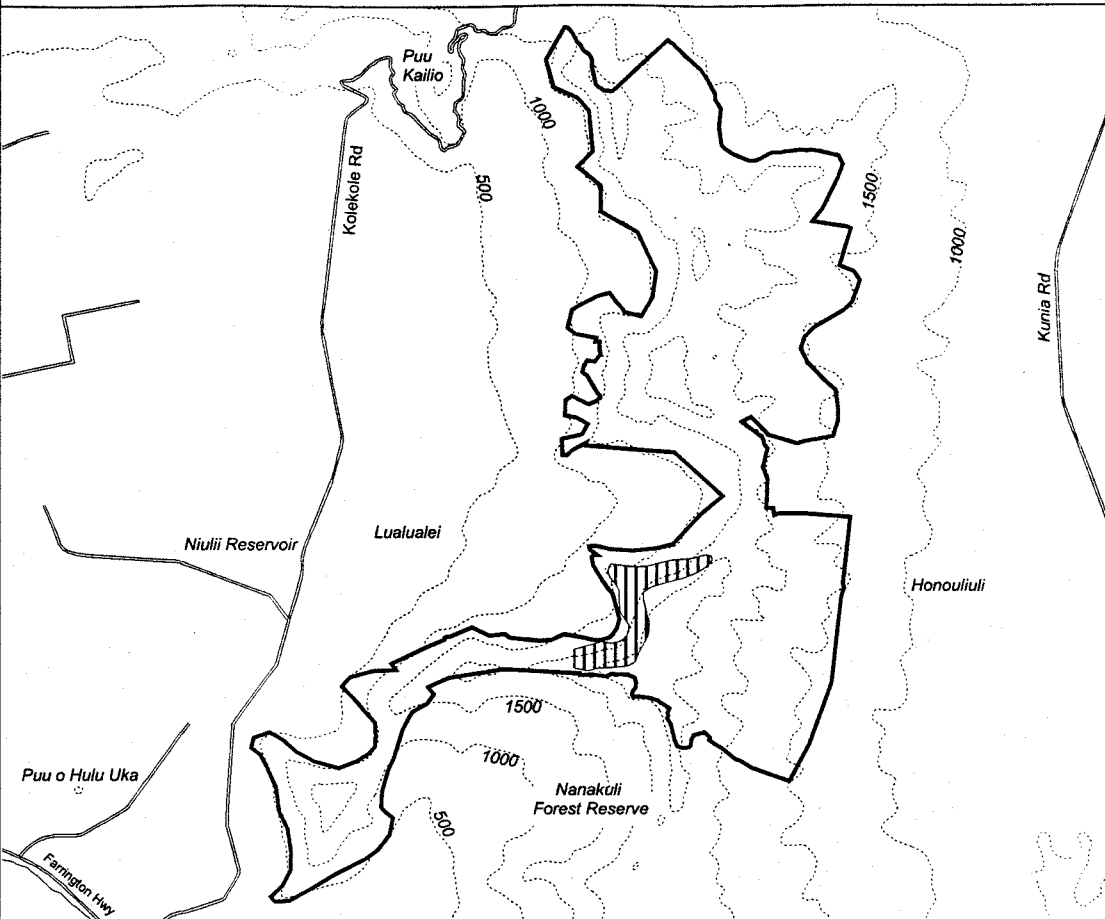 Puu
Kailio
1000
Kolekole Rd
500
1500
1000
Kunia Rd
Niulii Reservoir
Lualualei
Honouliuli
1500
1000
Puu o Hulu Uka
Nanakuli
Forest Reserve
500
Farrington Hwy